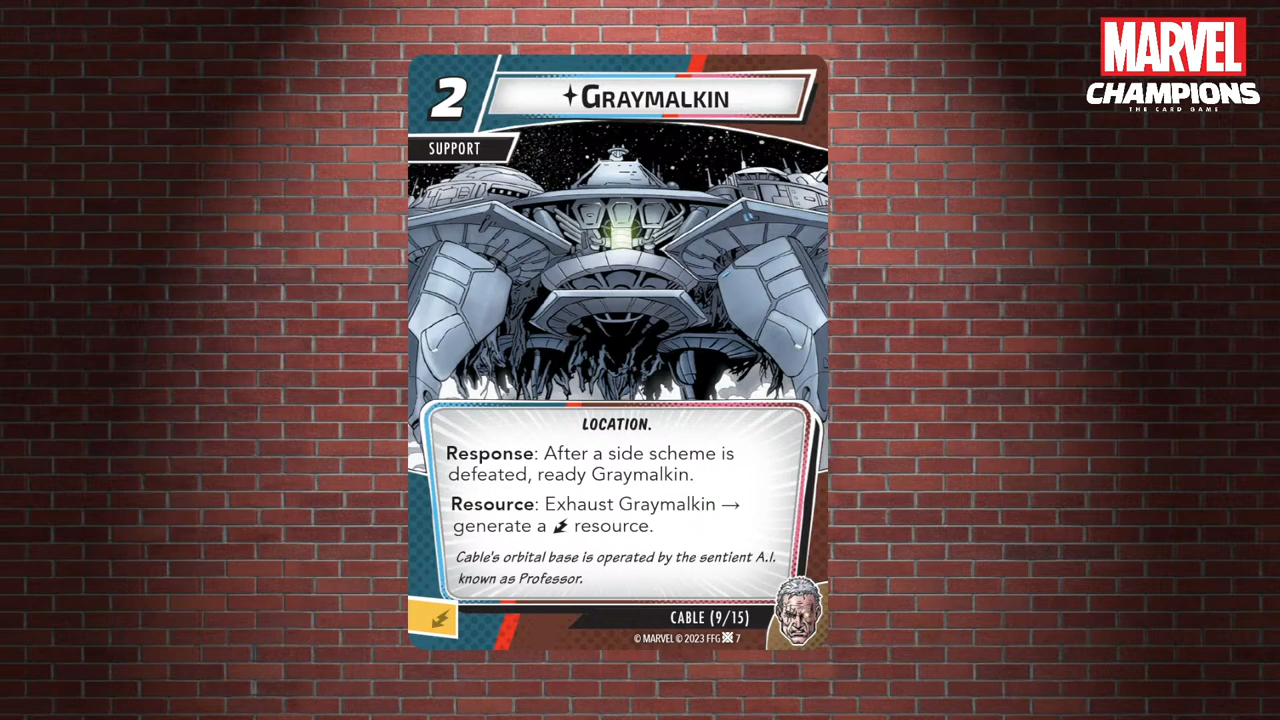 MARVEL
CHAMPIONS
THE CARD GAME
2
GRAYMALKIN
SUPPORT
LOCATION.
Response: After a side scheme is
defeated, ready Graymalkin.
Resource: Exhaust Graymalkin →
generate a resource.
Cable's orbital base is operated by the sentient A.I.
known as Professor.
CABLE (9/15)
© MARVEL © 2023 FFG 7